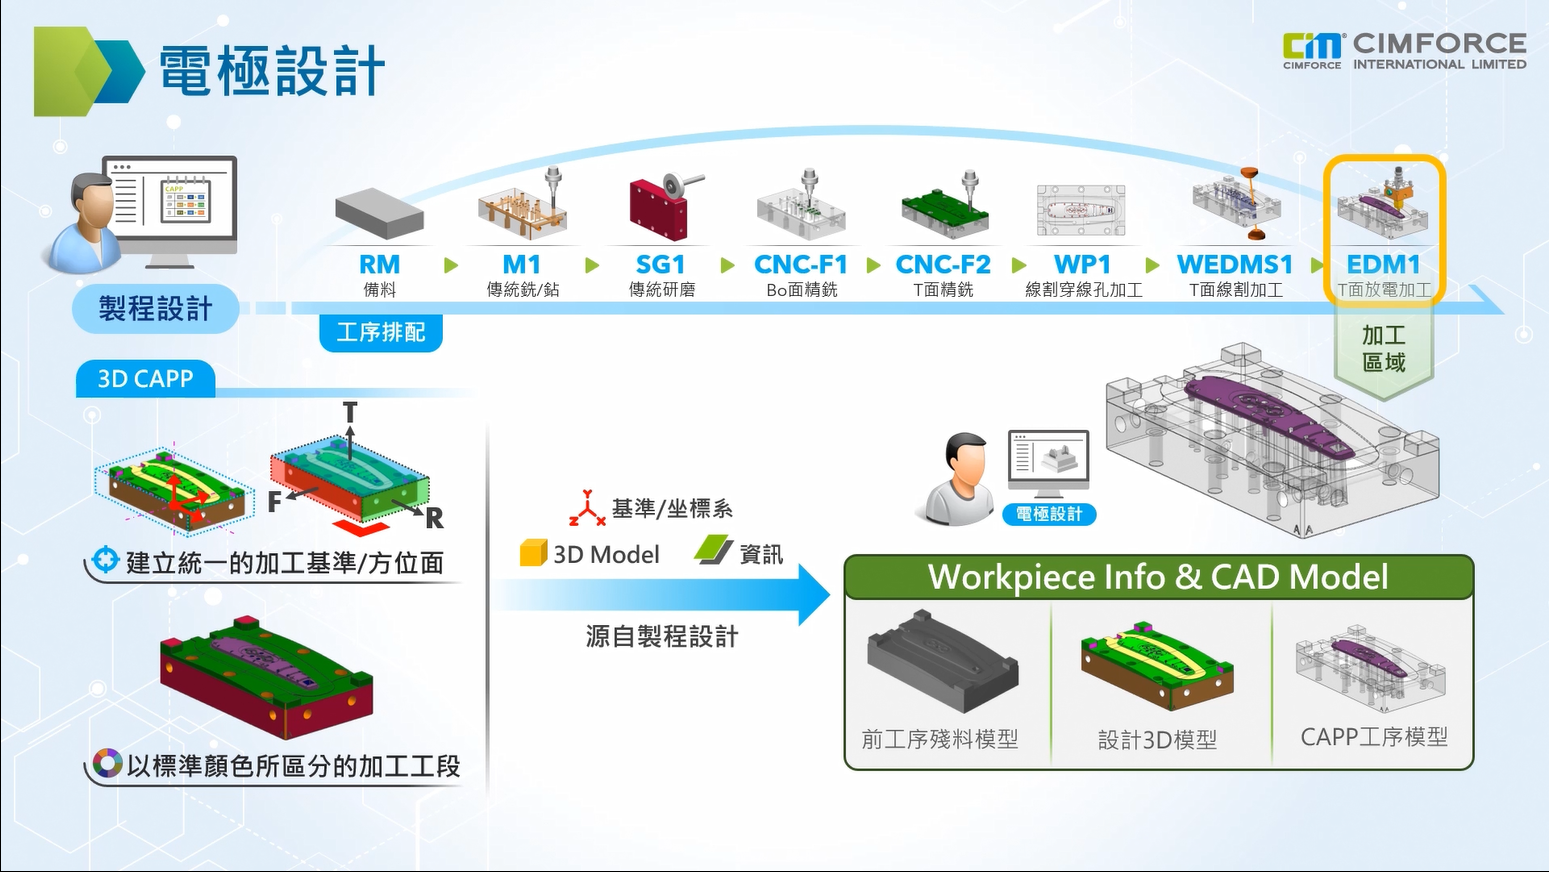 電極設計
CIMFORCE
CIMFORCE
INTERNATIONAL LIMITED
CAPP
製程設計
RM
備料
M1
傳統銑/鉆
SG1
傳統研磨
CNC-F1
Bo面精銑
CNC-F2
T面精銑
WP1
線割穿線孔加工
WEDMS1
T面線割加工
EDM1
T面放電加工
工序排配
加工
區域
3D CAPP
T
F
R
建立統一的加工基準/方位面
以標準顏色所區分的加工工段
Y
Z
X
基準/坐標系
3D Model
資訊
源自製程設計
電極設計
Workpiece Info & CAD Model
前工序殘料模型
設計3D模型
CAPP工序模型